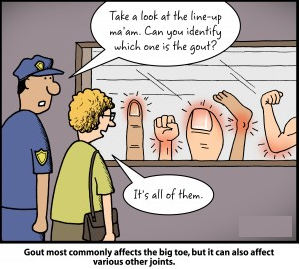 Take a look at the line-up
ma'am. Can you identify
which one is the gout?
It's all of them.
Gout most commonly affects the big toe, but it can also affect
various other joints.